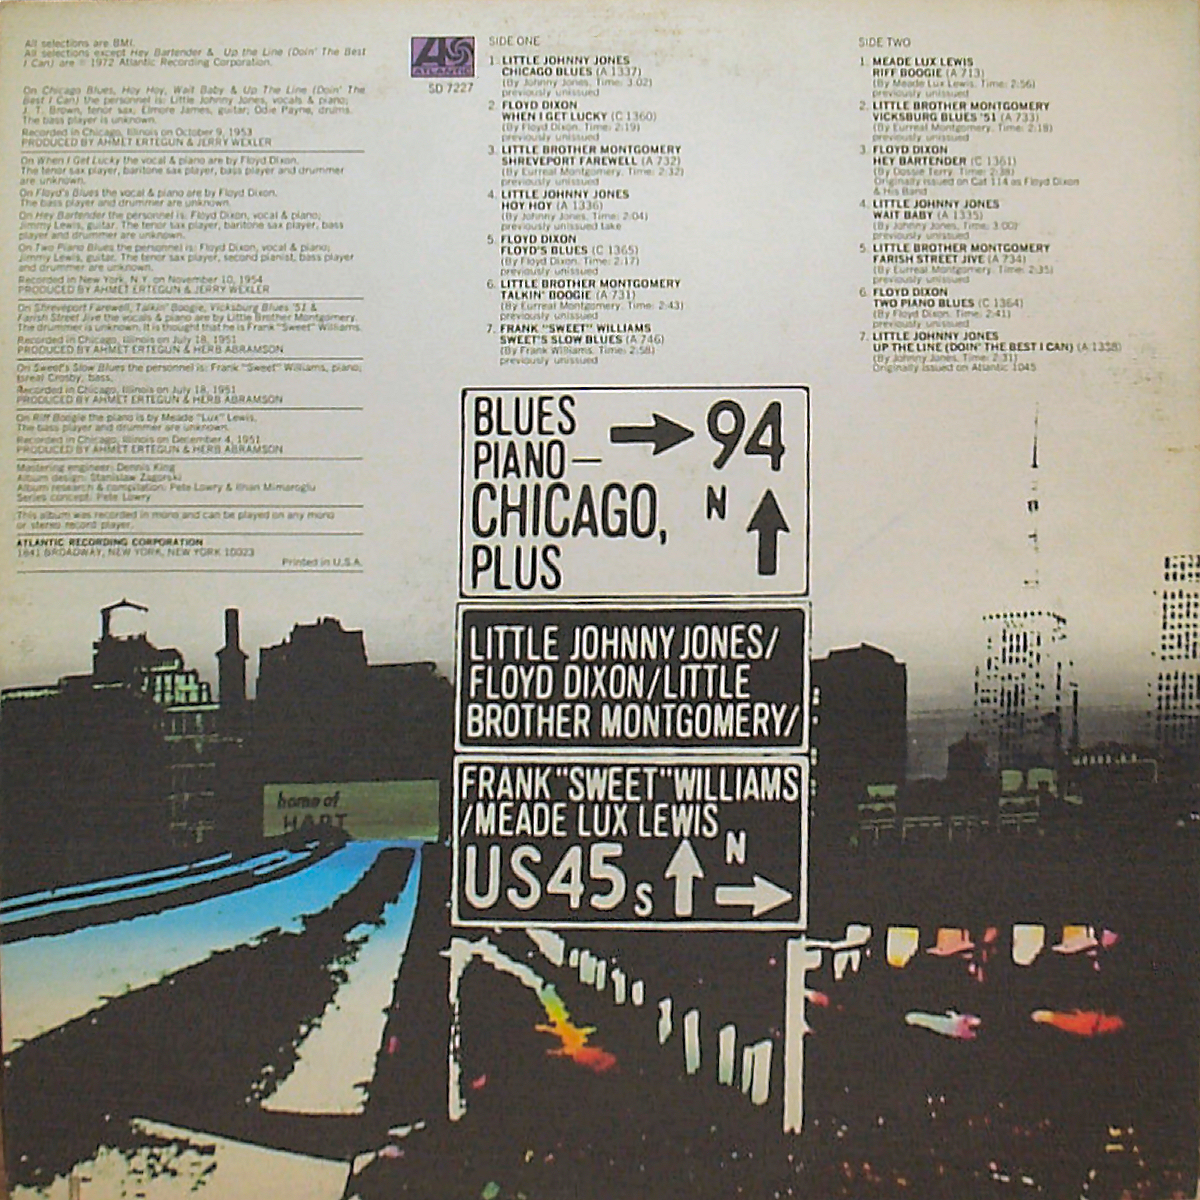 All selections are BMI.
All selections except Hey Bartender & Up the Line (Doin' The Best
I Can) are © 1972 Atlantic Recording Corporation.
On Chicago Blues, Hoy Hoy, Wait Baby & Up The Line (Doin' The
Best I Can) the personnel is: Little Johnny Jones, vocals & piano;
J. T. Brown, tenor sax; Elmore James, guitar; Odie Payne, drums.
The bass player is unknown.
Recorded in Chicago, Illinois on October 9, 1953
PRODUCED BY AHMET ERTEGUN & JERRY WEXLER
On When I Get Lucky the vocal & piano are by Floyd Dixon.
The tenor sax player, baritone sax player, bass player and drummer
are unknown.
On Floyd's Blues the vocal & piano are by Floyd Dixon.
The bass player and drummer are unknown.
On Hey Bartender the personnel is: Floyd Dixon, vocal & piano;
Jimmy Lewis, guitar. The tenor sax player, baritone sax player, bass
player and drummer are unknown.
On Two Piano Blues the personnel is: Floyd Dixon, vocal & piano;
Jimmy Lewis, guitar. The tenor sax player, second pianist, bass player
and drummer are unknown.
Recorded in New York, N.Y. on November 10, 1954
PRODUCED BY AHMET ERTEGUN & JERRY WEXLER
On Shreveport Farewell, Talkin' Boogie, Vicksburg Blues '51 &
Farish Street Jive the vocals & piano are by Little Brother Montgomery.
The drummer is unknown. It is thought that he is Frank "Sweet" Williams.
Recorded in Chicago, Illinois on July 18, 1951
PRODUCED BY AHMET ERTEGUN & HERB ABRAMSON
On Sweet's Slow Blues the personnel is: Frank "Sweet" Williams, piano;
Isreal Crosby, bass.
Recorded in Chicago, Illinois on July 18, 1951
PRODUCED BY AHMET ERTEGUN & HERB ABRAMSON
On Riff Boogie the piano is by Meade "Lux" Lewis.
The bass player and drummer are unknown.
Recorded in Chicago, Illinois on December 4, 1951
PRODUCED BY AHMET ERTEGUN & HERB ABRAMSON
Mastering engineer: Dennis King
Album design: Stanislaw Zagorski
Album research & compilation: Pete Lowry & Ilhan Mimaroglu
Series concept: Pete Lowry
This album was recorded in mono and can be played on any mono
or stereo record player.
ATLANTIC RECORDING CORPORATION
1841 BROADWAY, NEW YORK, NEW YORK 10023
Printed in U.S.A.
ATLANTIC
SD 7227
SIDE ONE
1. LITTLE JOHNNY JONES
CHICAGO BLUES (A 1337)
(By Johnny Jones, Time: 3:02)
previously unissued
2. FLOYD DIXON
WHEN I GET LUCKY (C 1360)
(By Floyd Dixon. Time: 2:19)
previously unissued
3. LITTLE BROTHER MONTGOMERY
SHREVEPORT FAREWELL (A 732)
(By Eurreal Montgomery. Time: 2:32)
previously unissued
4. LITTLE JOHNNY JONES
HOY HOY (A 1336)
(By Johnny Jones. Time: 2:04)
previously unissued take
5. FLOYD DIXON
FLOYD'S BLUES (C 1365)
(By Floyd Dixon. Time: 2:17)
previously unissued
6. LITTLE BROTHER MONTGOMERY
TALKIN' BOOGIE (A 731)
(By Eurreal Montgomery. Time: 2:43)
previously unissued
7. FRANK "SWEET" WILLIAMS
SWEET'S SLOW BLUES (A 746)
(By Frank Williams. Time: 2:58)
previously unissued
SIDE TWO
1. MEADE LUX LEWIS
RIFF BOOGIE (A 713)
(By Meade Lux Lewis. Time: 2:56)
previously unissued
2. LITTLE BROTHER MONTGOMERY
VICKSBURG BLUES '51 (A 733)
(By Eurreal Montgomery. Time: 2:18)
previously unissued
3. FLOYD DIXON
HEY BARTENDER (C 1361)
(By Dossie Terry. Time: 2:38)
Originally issued on Cat 114 as Floyd Dixon
& His Band
4. LITTLE JOHNNY JONES
WAIT BABY (A 1335)
(By Johnny Jones. Time: 3:00)
previously unissued
5. LITTLE BROTHER MONTGOMERY
FARISH STREET JIVE (A 734)
(By Eurreal Montgomery. Time: 2:35)
previously unissued
6. FLOYD DIXON
TWO PIANO BLUES (C 1364)
(By Floyd Dixon. Time: 2:41)
previously unissued
7. LITTLE JOHNNY JONES
UP THE LINE (DOIN' THE BEST I CAN) (A 1338)
(By Johnny Jones. Time: 2:31)
Originally issued on Atlantic 1045
BLUES
PIANO—
CHICAGO,
PLUS
94
N
LITTLE JOHNNY JONES/
FLOYD DIXON/LITTLE
BROTHER MONTGOMERY/
FRANK "SWEET" WILLIAMS
/MEADE LUX LEWIS
US45s
N
home of
HART